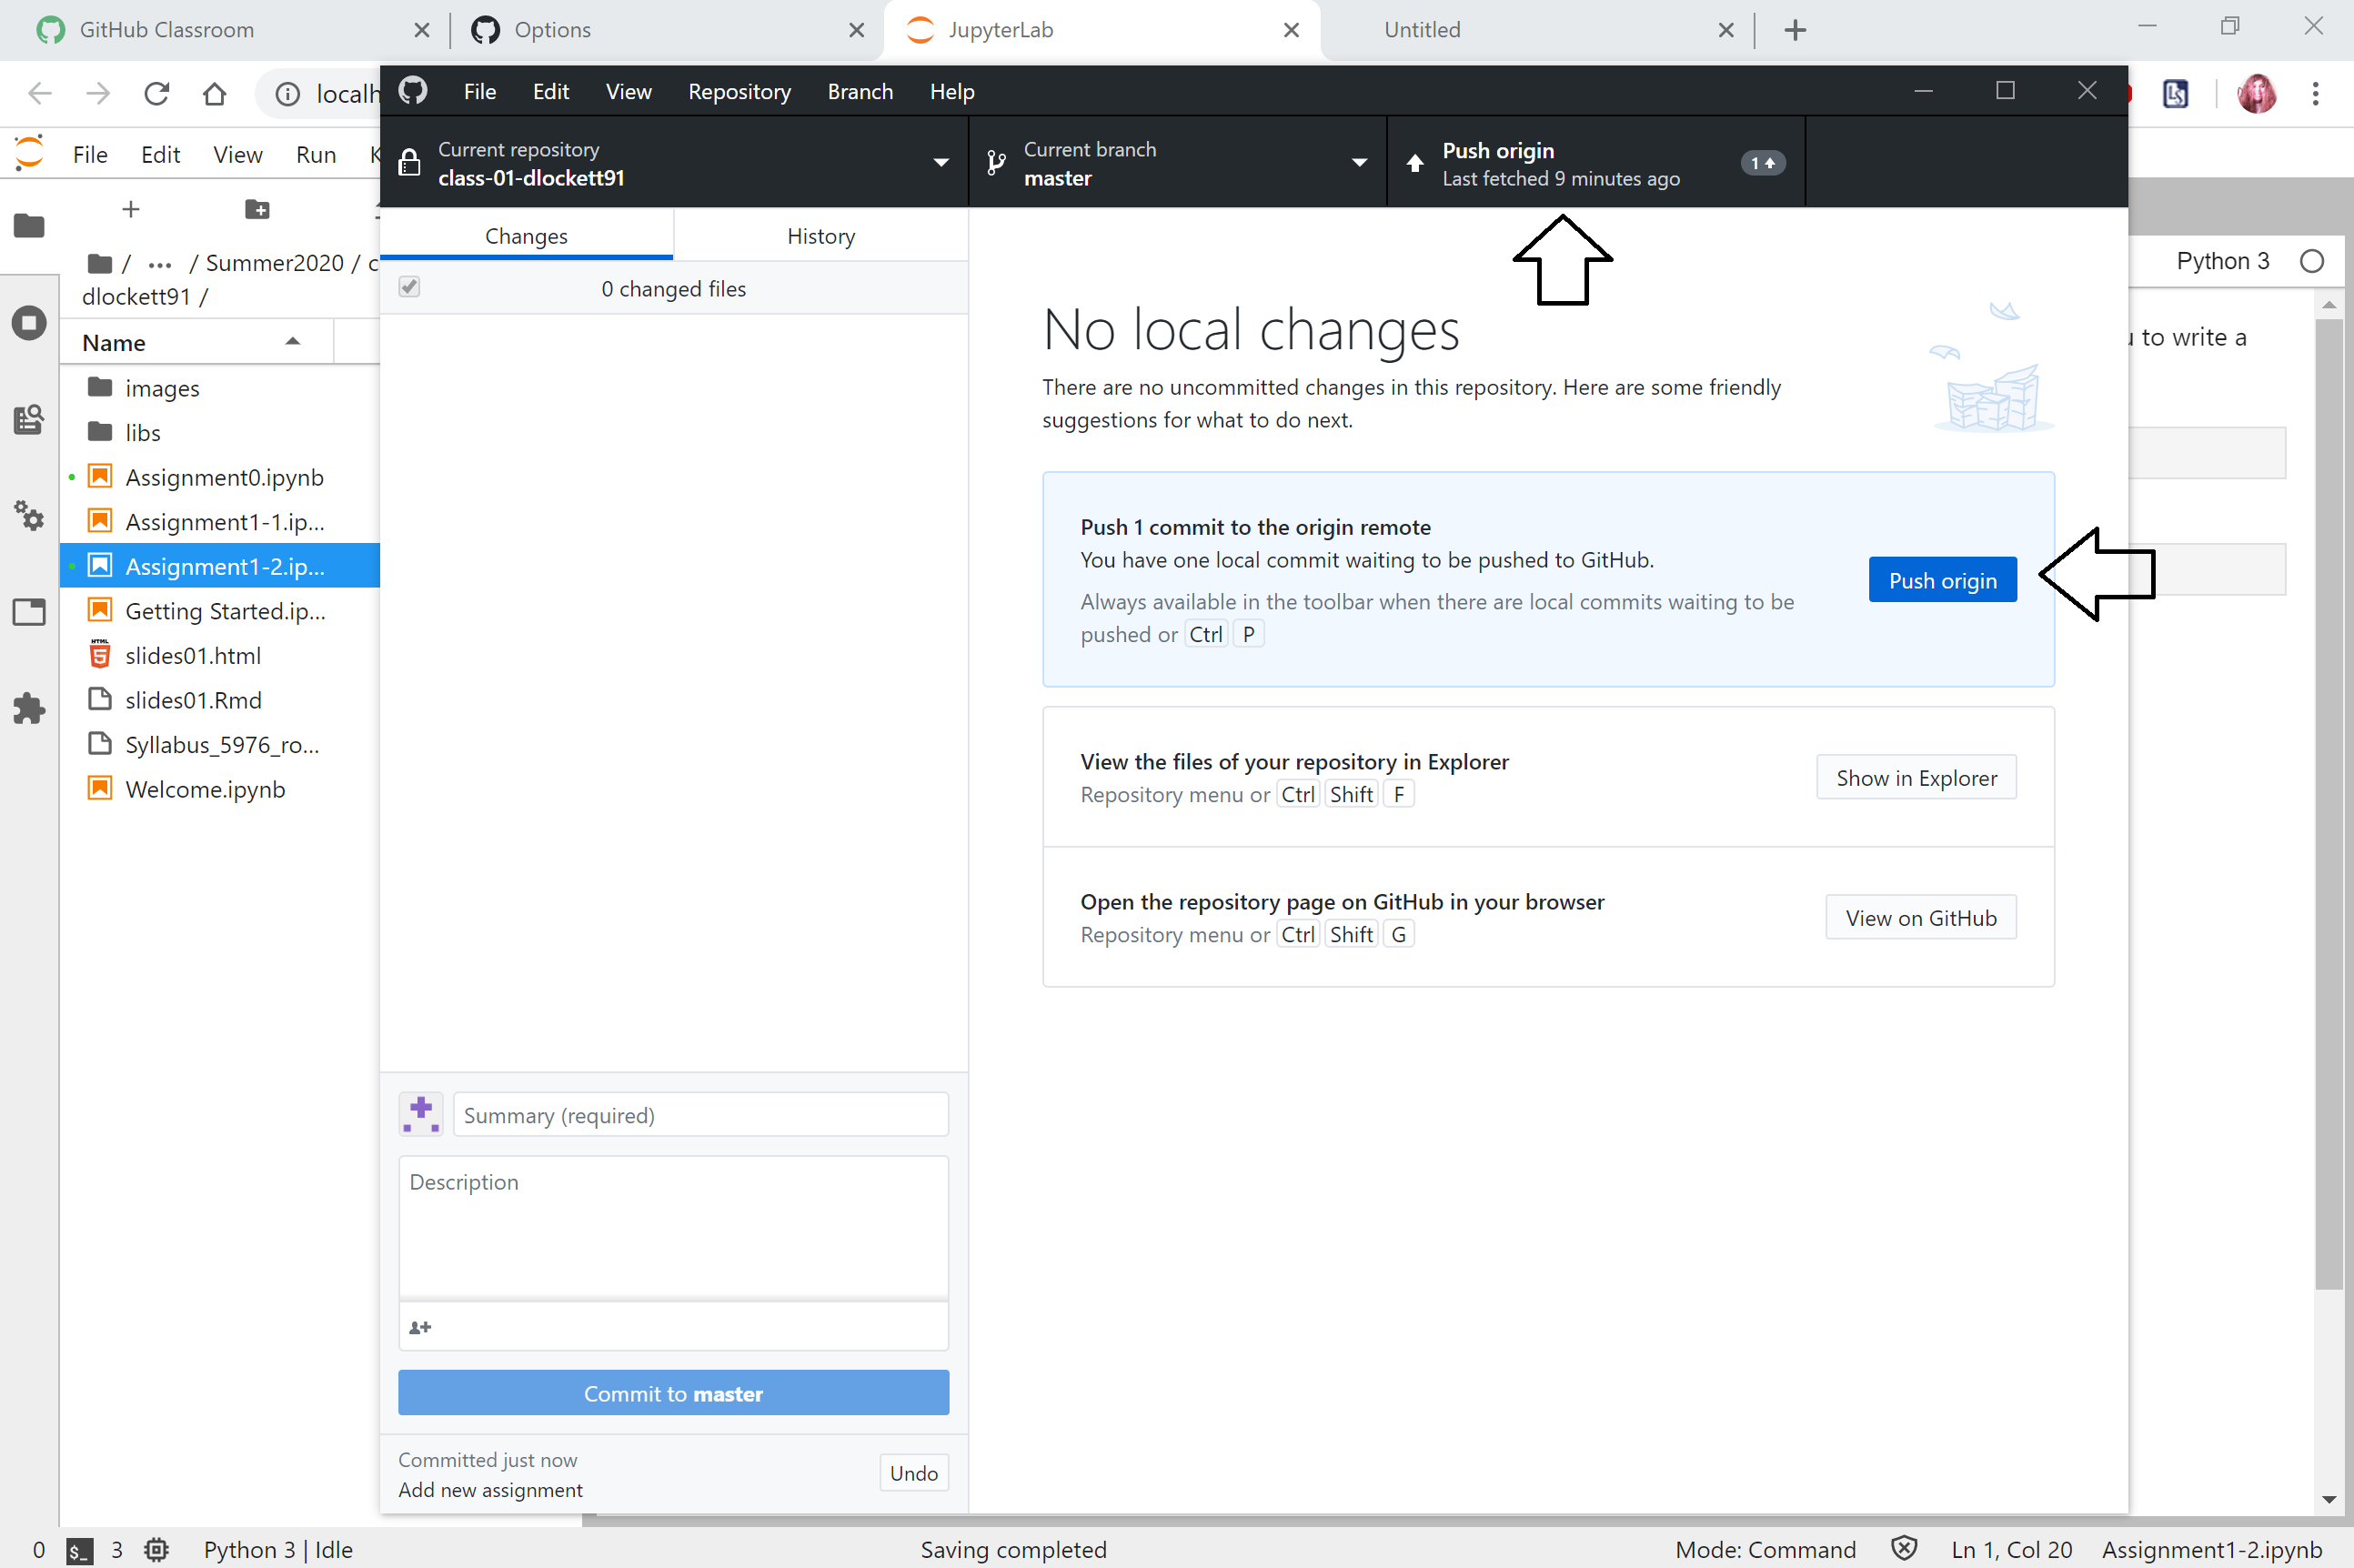 GitHub Classroom
Options
JupyterLab
Untitled
localh
File Edit View Repository Branch Help
File Edit View Run K
Current repository
class-01-dlockett91
Current branch
master
Push origin
Last fetched 9 minutes ago
1
/ ··· / Summer2020 / c
dlockett91 /
Name
images
libs
Assignment0.ipynb
Assignment1-1.ip...
Assignment1-2.ip...
Getting Started.ip...
HTML
5
slides01.html
slides01.Rmd
Syllabus_5976_ro...
Welcome.ipynb
Changes
History
0 changed files
No local changes
There are no uncommitted changes in this repository. Here are some friendly
suggestions for what to do next.
Push 1 commit to the origin remote
You have one local commit waiting to be pushed to GitHub.
Always available in the toolbar when there are local commits waiting to be
pushed or Ctrl P
Push origin
View the files of your repository in Explorer
Repository menu or Ctrl Shift F
Show in Explorer
Open the repository page on GitHub in your browser
Repository menu or Ctrl Shift G
View on GitHub
Python 3
to write a
Summary (required)
Description
Commit to master
Committed just now
Add new assignment
Undo
0 $_ 3 Python 3 | Idle
Saving completed
Mode: Command
Ln 1, Col 20
Assignment1-2.ipynb